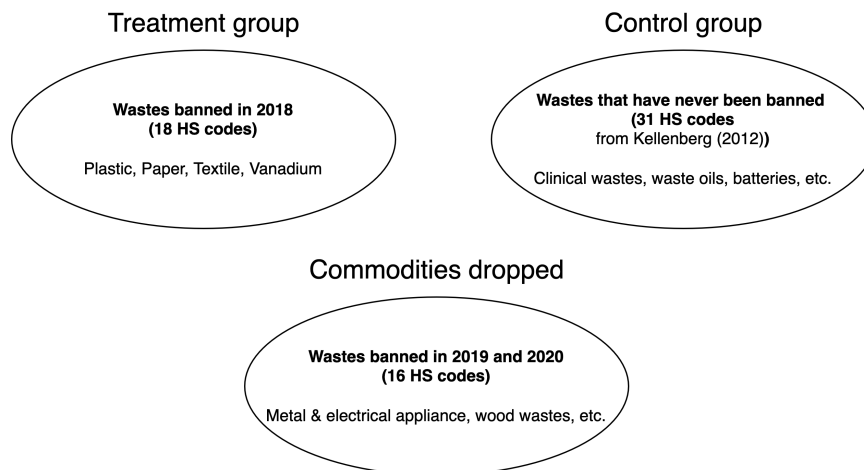 Treatment group
Wastes banned in 2018
(18 HS codes)
Plastic, Paper, Textile, Vanadium
Control group
Wastes that have never been banned
(31 HS codes
from Kellenberg (2012))
Clinical wastes, waste oils, batteries, etc.
Commodities dropped
Wastes banned in 2019 and 2020
(16 HS codes)
Metal & electrical appliance, wood wastes, etc.